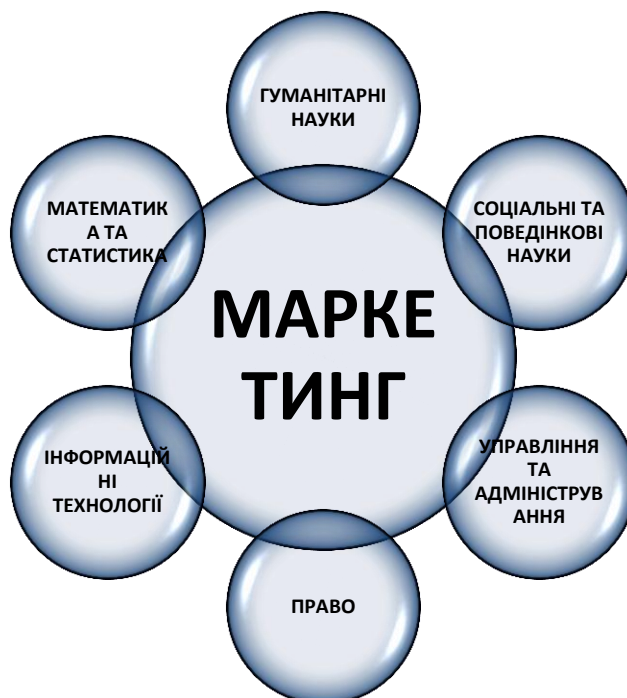 ГУМАНІТАРНІ
НАУКИ
МАТЕМАТИК
А ТА
СТАТИСТИКА
СОЦІАЛЬНІ ТА
ПОВЕДІНКОВІ
НАУКИ
МАРКЕ
ТИНГ
ІНФОРМАЦІЙ
НІ
ТЕХНОЛОГІЇ
УПРАВЛІННЯ
ТА
АДМІНІСТРУВ
АННЯ
ПРАВО